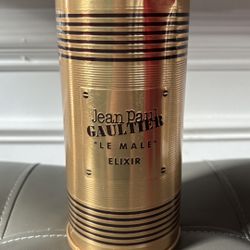 Jean Paul
GAULTIER
"LE MALE"
ELIXIR